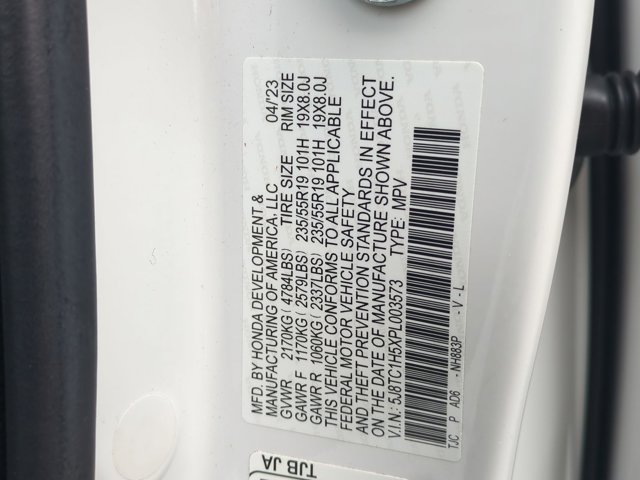 MFD. BY HONDA DEVELOPMENT &
MANUFACTURING OF AMERICA, LLC 04/'23
GVWR 2170KG (4784LBS) TIRE SIZE RIM SIZE
GAWR F 1170KG (2579LBS) 235/55R19 101H 19X8.0J
GAWR R 1060KG (2337LBS) 235/55R19 101H 19X8.0J
THIS VEHICLE CONFORMS TO ALL APPLICABLE
FEDERAL MOTOR VEHICLE SAFETY
AND THEFT PREVENTION STANDARDS IN EFFECT
ON THE DATE OF MANUFACTURE SHOWN ABOVE.
V.I.N.: 5J8TC1H5XPL003573 TYPE: MPV
TJC P AD6 - NH883P - V - L
TJB JA